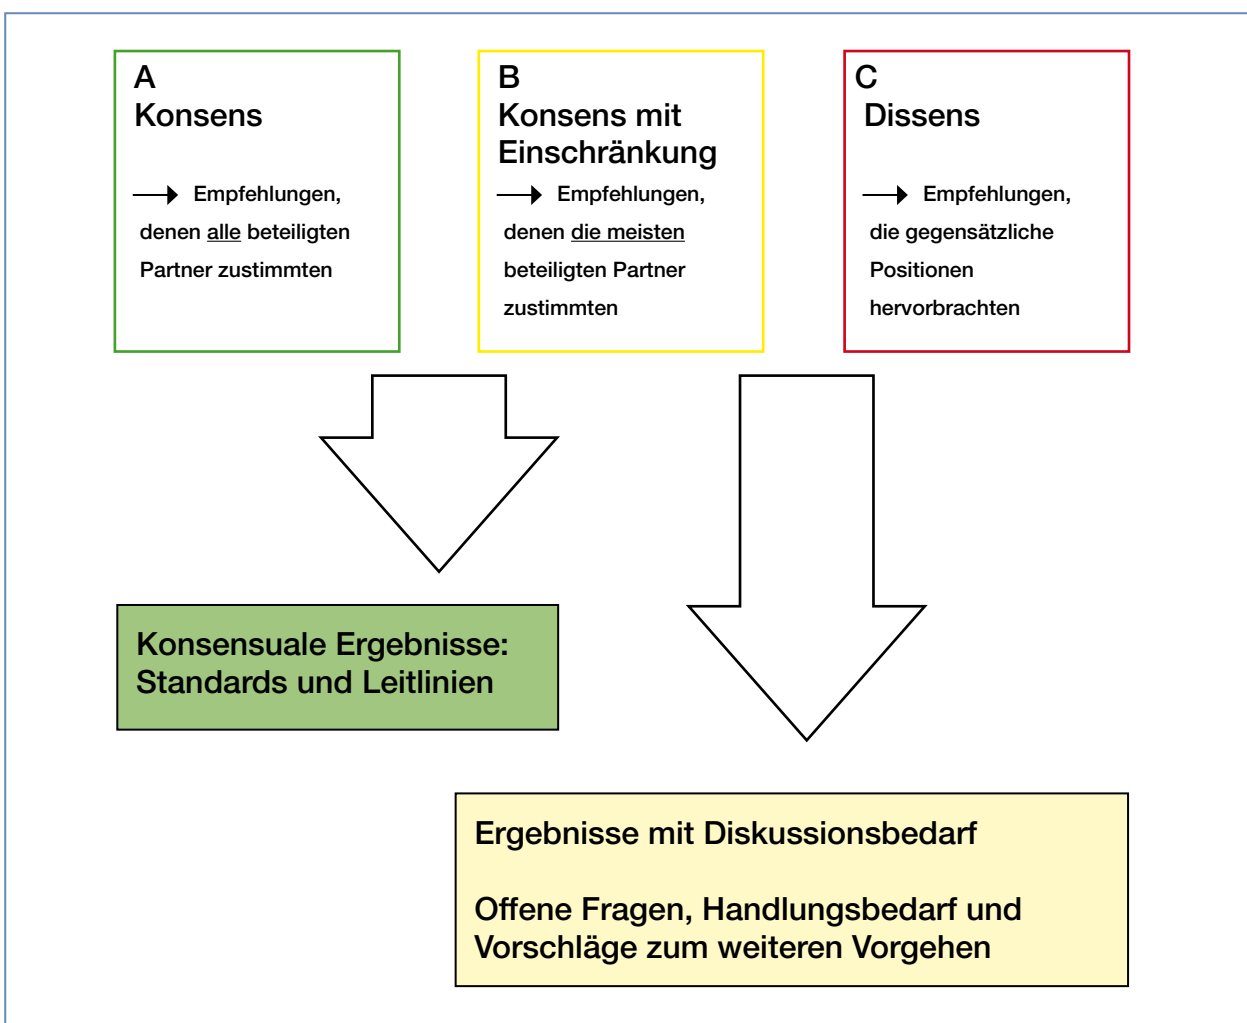 A
Konsens
Empfehlungen,
denen alle beteiligten
Partner zustimmten
B
Konsens mit
Einschränkung
Empfehlungen,
denen die meisten
beteiligten Partner
zustimmten
C
Dissens
Empfehlungen,
die gegensätzliche
Positionen
hervorbrachten
Konsensuale Ergebnisse:
Standards und Leitlinien
Ergebnisse mit Diskussionsbedarf
Offene Fragen, Handlungsbedarf und
Vorschläge zum weiteren Vorgehen